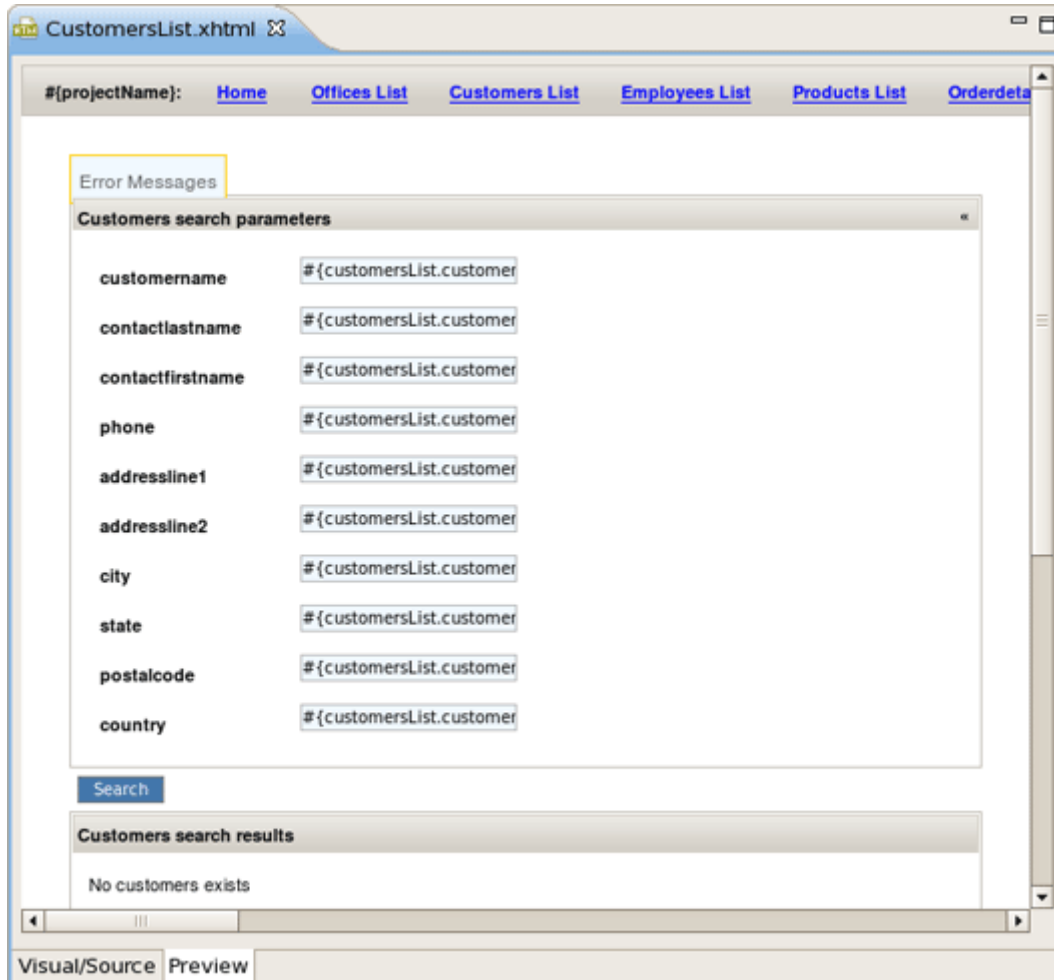 CustomersList.xhtml
#{projectName}: Home Offices List Customers List Employees List Products List Orderdeta
Error Messages
Customers search parameters «
customername #{customersList.customer
contactlastname #{customersList.customer
contactfirstname #{customersList.customer
phone #{customersList.customer
addressline1 #{customersList.customer
addressline2 #{customersList.customer
city #{customersList.customer
state #{customersList.customer
postalcode #{customersList.customer
country #{customersList.customer
Search
Customers search results
No customers exists
Visual/Source Preview